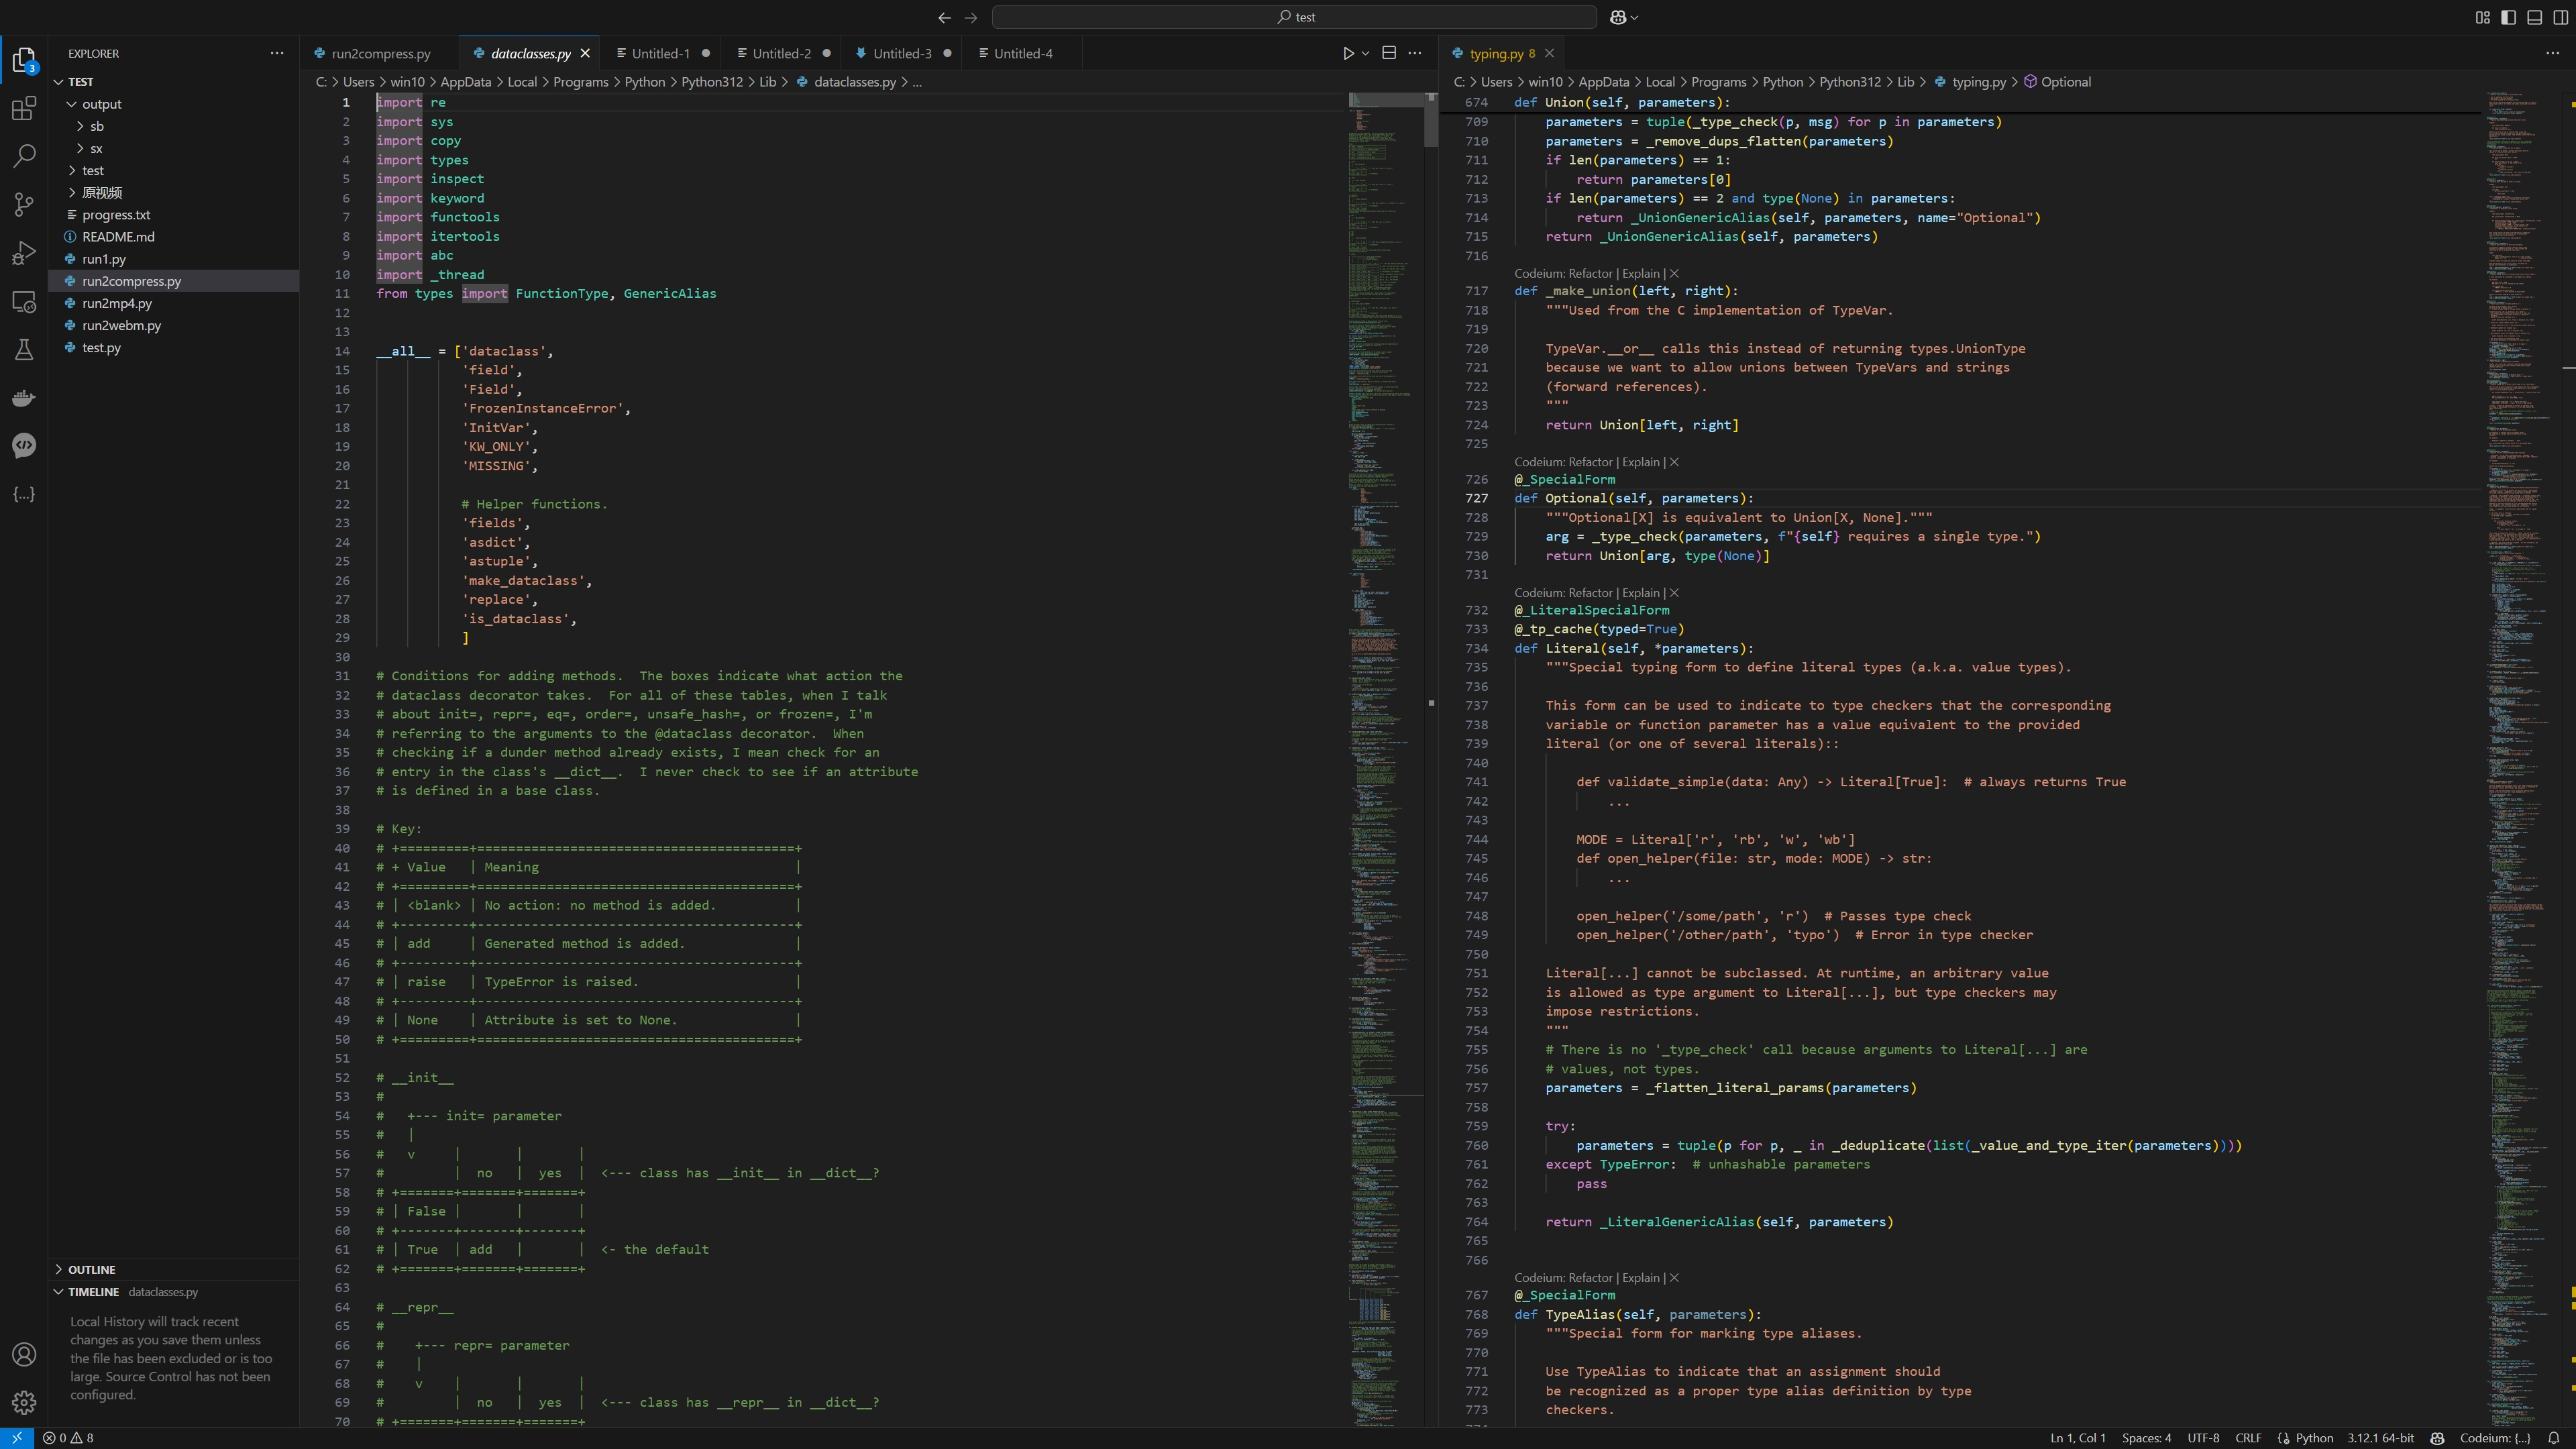 test
EXPLORER
3
TEST
output
sb
sx
test
原视频
progress.txt
README.md
run1.py
run2compress.py
run2mp4.py
run2webm.py
test.py
OUTLINE
TIMELINE dataclasses.py
Local History will track recent
changes as you save them unless
the file has been excluded or is too
large. Source Control has not been
configured.
run2compress.py dataclasses.py Untitled-1 Untitled-2 Untitled-3 Untitled-4
C: > Users > win10 > AppData > Local > Programs > Python > Python312 > Lib > dataclasses.py > ...
1 import re
2 import sys
3 import copy
4 import types
5 import inspect
6 import keyword
7 import functools
8 import itertools
9 import abc
10 import _thread
11 from types import FunctionType, GenericAlias
12
13
14 __all__ = ['dataclass',
15 'field',
16 'Field',
17 'FrozenInstanceError',
18 'InitVar',
19 'KW_ONLY',
20 'MISSING',
21
22 # Helper functions.
23 'fields',
24 'asdict',
25 'astuple',
26 'make_dataclass',
27 'replace',
28 'is_dataclass',
29 ]
30
31 # Conditions for adding methods.  The boxes indicate what action the
32 # dataclass decorator takes.  For all of these tables, when I talk
33 # about init=, repr=, eq=, order=, unsafe_hash=, or frozen=, I'm
34 # referring to the arguments to the @dataclass decorator.  When
35 # checking if a dunder method already exists, I mean check for an
36 # entry in the class's __dict__.  I never check to see if an attribute
37 # is defined in a base class.
38
39 # Key:
40 # +=========+=========================================+
41 # + Value   | Meaning                                 |
42 # +=========+=========================================+
43 # | <blank> | No action: no method is added.          |
44 # +---------+-----------------------------------------+
45 # | add     | Generated method is added.              |
46 # +---------+-----------------------------------------+
47 # | raise   | TypeError is raised.                    |
48 # +---------+-----------------------------------------+
49 # | None    | Attribute is set to None.               |
50 # +=========+=========================================+
51
52 # __init__
53 #
54 #   +--- init= parameter
55 #   |
56 #   v     |       |       |
57 #         |  no   |  yes  |  <--- class has __init__ in __dict__?
58 # +=======+=======+=======+
59 # | False |       |       |
60 # +-------+-------+-------+
61 # | True  | add   |       |  <- the default
62 # +=======+=======+=======+
63
64 # __repr__
65 #
66 #    +--- repr= parameter
67 #    |
68 #    v    |       |       |
69 #         |  no   |  yes  |  <--- class has __repr__ in __dict__?
70 # +=======+=======+=======+
typing.py 8
C: > Users > win10 > AppData > Local > Programs > Python > Python312 > Lib > typing.py > Optional
674 def Union(self, parameters):
709 parameters = tuple(_type_check(p, msg) for p in parameters)
710 parameters = _remove_dups_flatten(parameters)
711 if len(parameters) == 1:
712 return parameters[0]
713 if len(parameters) == 2 and type(None) in parameters:
714 return _UnionGenericAlias(self, parameters, name="Optional")
715 return _UnionGenericAlias(self, parameters)
716
Codeium: Refactor | Explain | X
717 def _make_union(left, right):
718 """Used from the C implementation of TypeVar.
719
720 TypeVar.__or__ calls this instead of returning types.UnionType
721 because we want to allow unions between TypeVars and strings
722 (forward references).
723 """
724 return Union[left, right]
725
Codeium: Refactor | Explain | X
726 @_SpecialForm
727 def Optional(self, parameters):
728 """Optional[X] is equivalent to Union[X, None]."""
729 arg = _type_check(parameters, f"{self} requires a single type.")
730 return Union[arg, type(None)]
731
Codeium: Refactor | Explain | X
732 @_LiteralSpecialForm
733 @_tp_cache(typed=True)
734 def Literal(self, *parameters):
735 """Special typing form to define literal types (a.k.a. value types).
736
737 This form can be used to indicate to type checkers that the corresponding
738 variable or function parameter has a value equivalent to the provided
739 literal (or one of several literals)::
740
741 def validate_simple(data: Any) -> Literal[True]:  # always returns True
742 ...
743
744 MODE = Literal['r', 'rb', 'w', 'wb']
745 def open_helper(file: str, mode: MODE) -> str:
746 ...
747
748 open_helper('/some/path', 'r')  # Passes type check
749 open_helper('/other/path', 'typo')  # Error in type checker
750
751 Literal[...] cannot be subclassed. At runtime, an arbitrary value
752 is allowed as type argument to Literal[...], but type checkers may
753 impose restrictions.
754 """
755 # There is no '_type_check' call because arguments to Literal[...] are
756 # values, not types.
757 parameters = _flatten_literal_params(parameters)
758
759 try:
760 parameters = tuple(p for p, _ in _deduplicate(list(_value_and_type_iter(parameters))))
761 except TypeError:  # unhashable parameters
762 pass
763
764 return _LiteralGenericAlias(self, parameters)
765
766
Codeium: Refactor | Explain | X
767 @_SpecialForm
768 def TypeAlias(self, parameters):
769 """Special form for marking type aliases.
770
771 Use TypeAlias to indicate that an assignment should
772 be recognized as a proper type alias definition by type
773 checkers.
0 8
Ln 1, Col 1 Spaces: 4 UTF-8 CRLF Python 3.12.1 64-bit Codeium: {...}